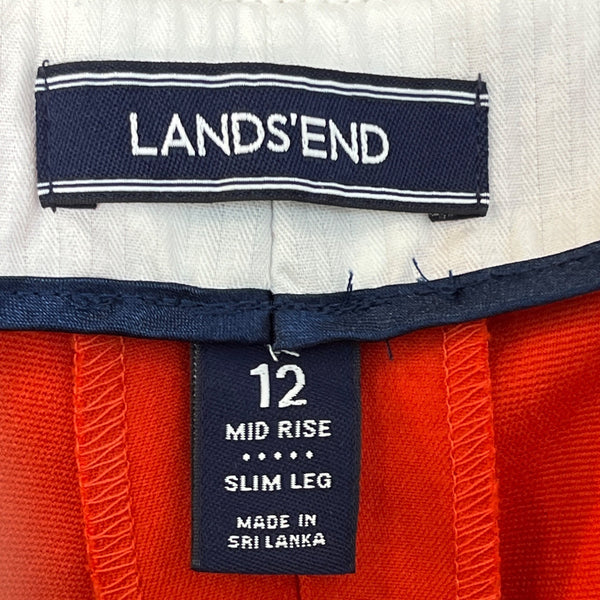 LANDS'END
12
MID RISE
SLIM LEG
MADE IN
SRI LANKA